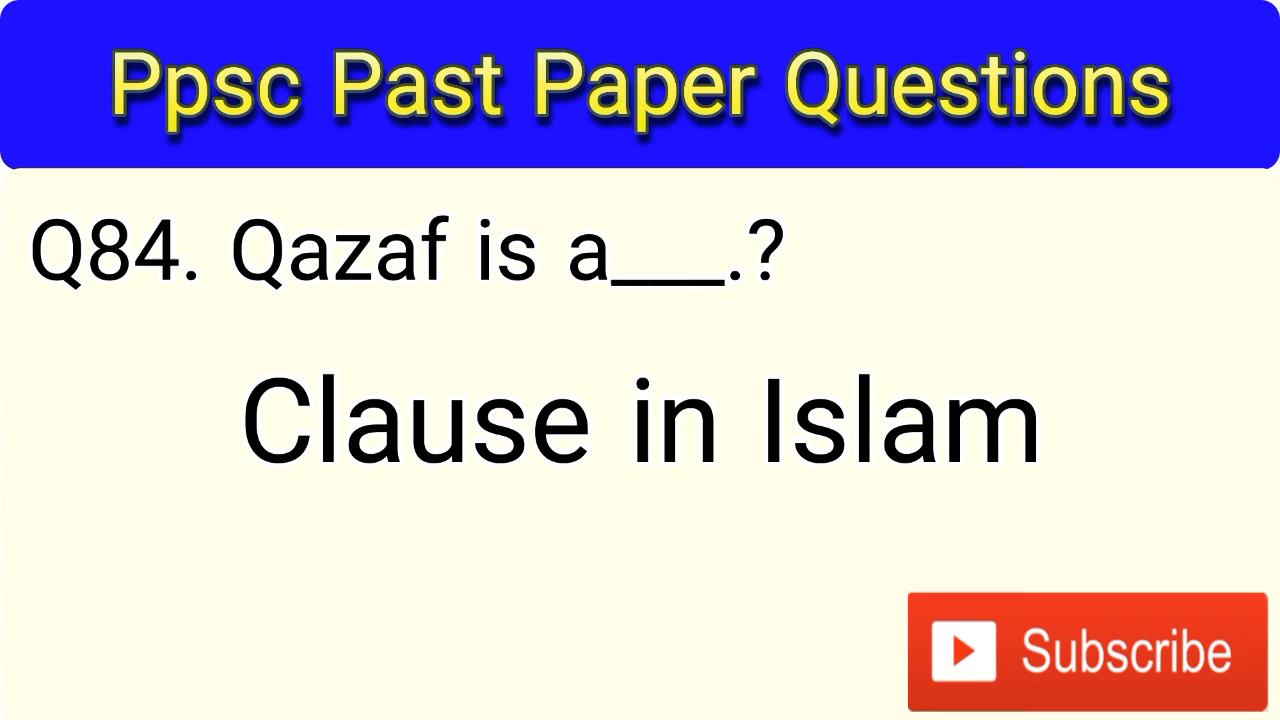 Ppsc Past Paper Questions
Q84. Qazaf is a___.?
Clause in Islam
Subscribe